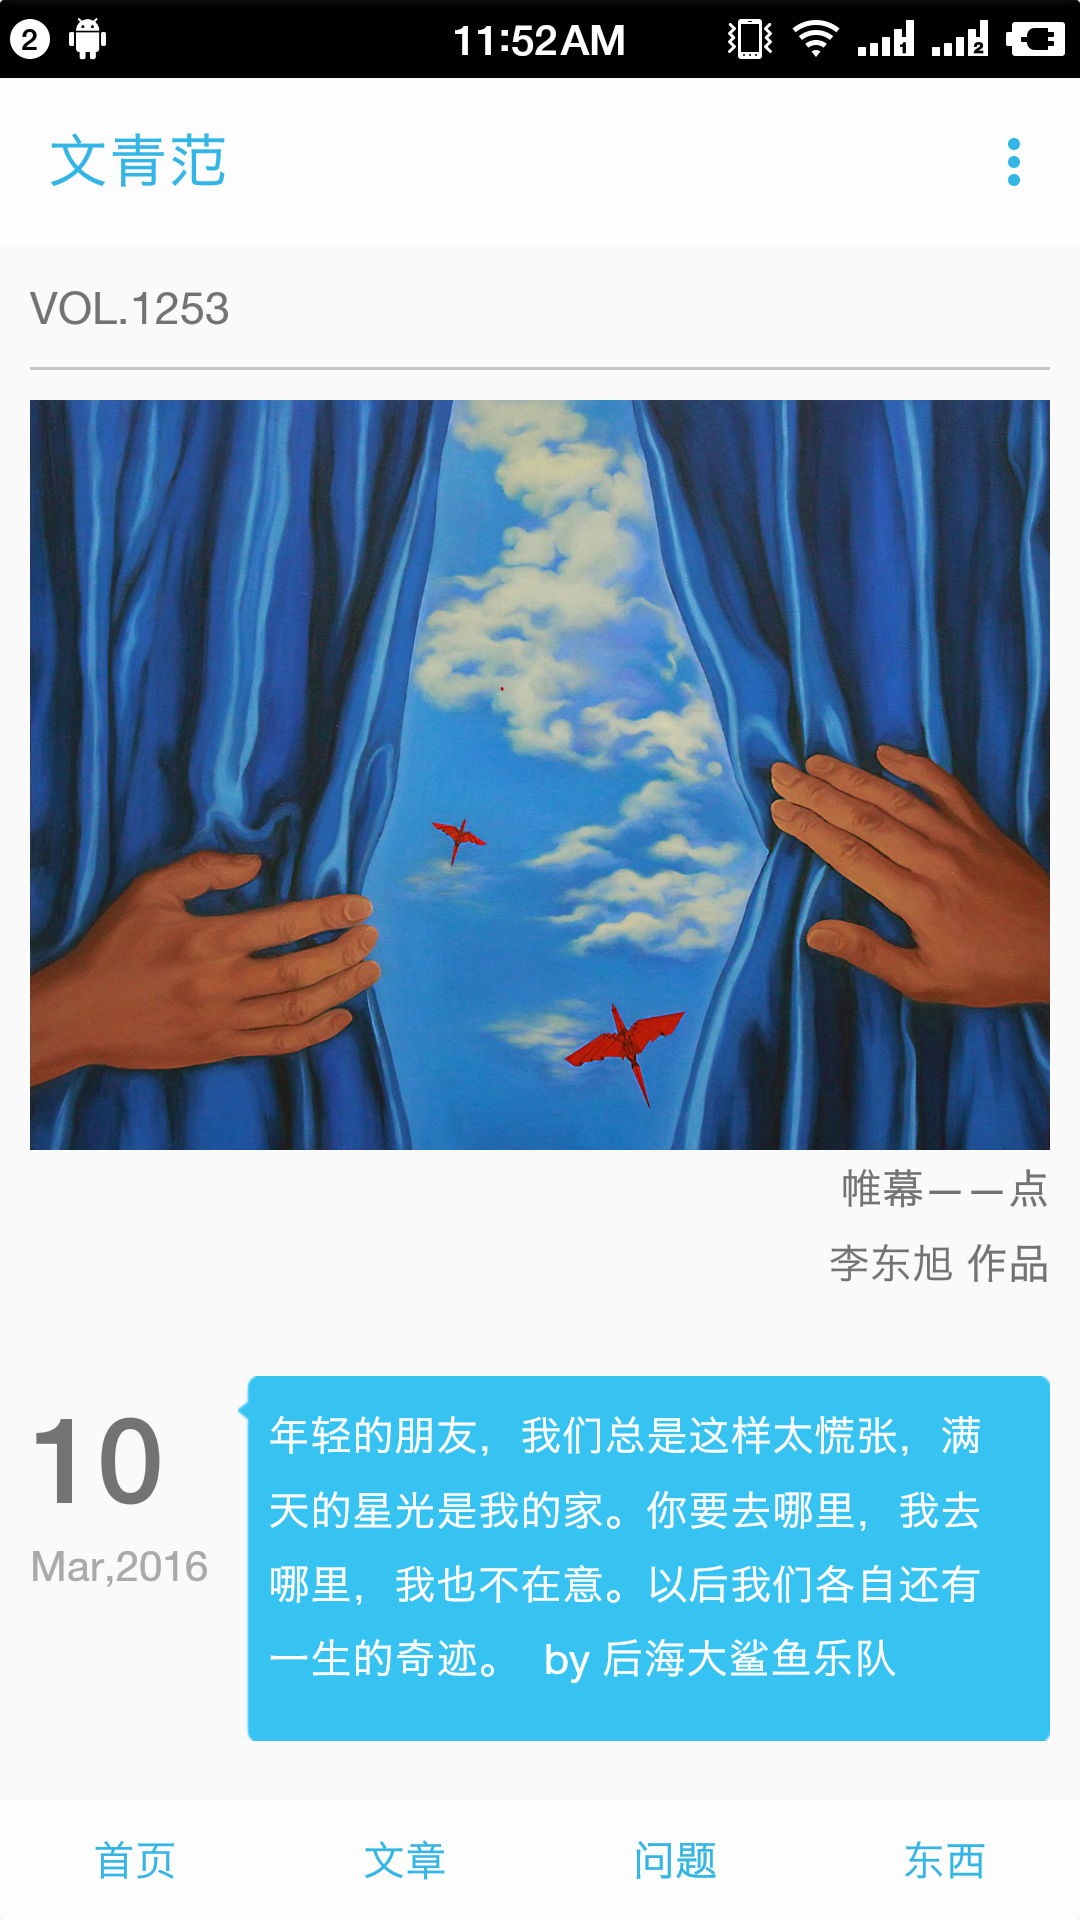 2
11:52AM
1
2
文青范
VOL.1253
帷幕——点
李东旭 作品
10
Mar,2016
年轻的朋友，我们总是这样太慌张，满
天的星光是我的家。你要去哪里，我去
哪里，我也不在意。以后我们各自还有
一生的奇迹。 by 后海大鲨鱼乐队
首页 文章 问题 东西